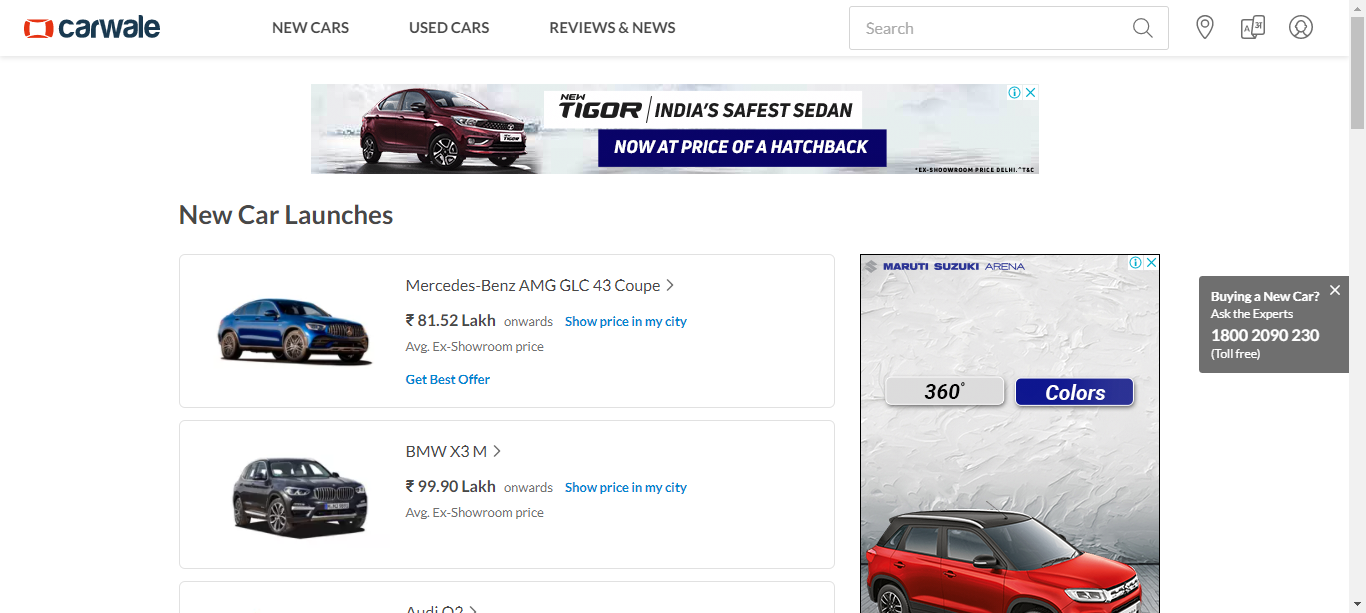 carwale
NEW CARS
USED CARS
REVIEWS & NEWS
Search
NEW
TIGOR
INDIA'S SAFEST SEDAN
NOW AT PRICE OF A HATCHBACK
*EX-SHOOWROOM PRICE DELHI.^T&C
New Car Launches
Mercedes-Benz AMG GLC 43 Coupe
₹ 81.52 Lakh onwards Show price in my city
Avg. Ex-Showroom price
Get Best Offer
BMW X3 M
₹ 99.90 Lakh onwards Show price in my city
Avg. Ex-Showroom price
Audi Q2
MARUTI SUZUKI ARENA
360°
Colors
Buying a New Car?
Ask the Experts
1800 2090 230
(Toll free)